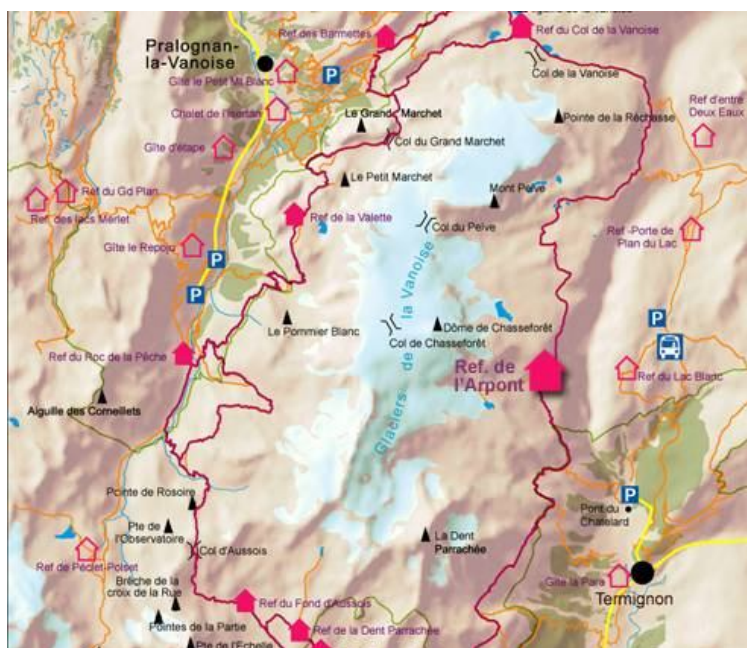 Ref des Barmettes
Ref du Col de la Vanoise
Pralognan-
la-Vanoise
Gîte le Petit Mt Blanc
P
Col de la Vanoise
Chalet de l'Isertan
Le Grand Marchet
Pointe de la Réchasse
Ref d'entre
Deux Eaux
Gîte d'étape
Col du Grand Marchet
Le Petit Marchet
Ref du Gd Plan
Ref. des lacs Merlet
Mont Pelve
Ref de la Valette
Col du Pelve
Ref -Porte de
Plan du Lac
Gîte le Repoju
P
P
Glaciers de la Vanoise
P
Le Pommier Blanc
Dôme de Chasseforêt
Col de Chasseforêt
Ref du Roc de la Pêche
Ref. de
l'Arpont
Ref du Lac Blanc
Aiguille des Corneillets
Pointe de Rosoire
P
Pont du
Chatelard
Pte de
l'Observatoire
La Dent
Parrachée
Col d'Aussois
Ref de Péclet-Polset
Gîte la Para
Brêche de la
croix de la Rue
Termignon
Ref du Fond d'Aussois
Pointes de la Partie
Ref de la Dent Parrachée
Pte de l'Echelle